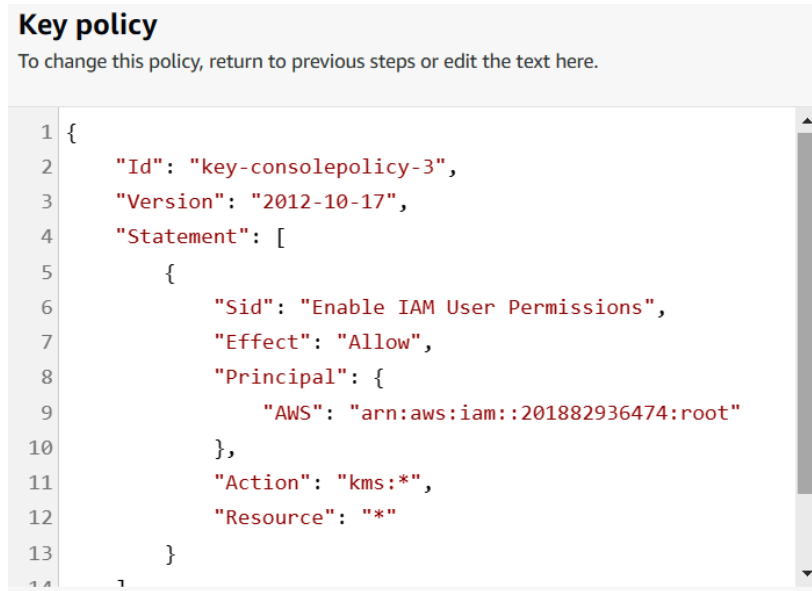 Key policy
To change this policy, return to previous steps or edit the text here.
1 {
2     "Id": "key-consolepolicy-3",
3     "Version": "2012-10-17",
4     "Statement": [
5         {
6             "Sid": "Enable IAM User Permissions",
7             "Effect": "Allow",
8             "Principal": {
9                 "AWS": "arn:aws:iam::201882936474:root"
10             },
11             "Action": "kms:*",
12             "Resource": "*"
13         }
14     ]